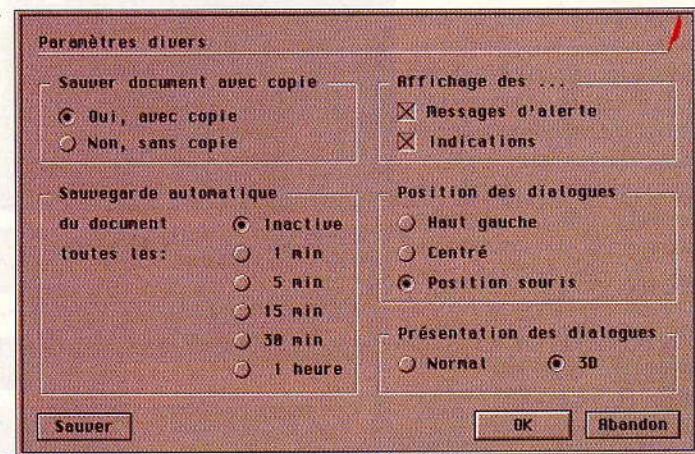 Paramètres divers
Sauver document avec copie
Oui, avec copie
Non, sans copie
Affichage des ...
Messages d'alerte
Indications
Sauvegarde automatique
du document
toutes les:
Inactive
1 min
5 min
15 min
30 min
1 heure
Position des dialogues
Haut gauche
Centré
Position souris
Présentation des dialogues
Normal
3D
Sauver
OK
Abandon